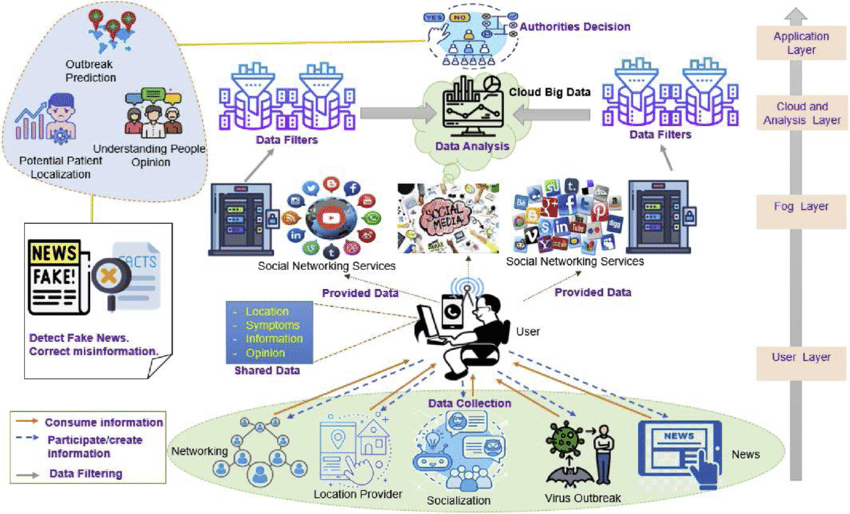 YES
NO
Authorities Decision
Application
Layer
Outbreak
Prediction
Potential Patient
Localization
Understanding People
Opinion
Data Filters
Cloud Big Data
Data Analysis
Data Filters
Cloud and
Analysis Layer
SOCIAL
MEDIA
Social Networking Services
Social Networking Services
Fog Layer
NEWS
FAKE!
FACTS
Detect Fake News.
Correct misinformation.
Provided Data
Provided Data
- Location
- Symptoms
- Information
- Opinion
Shared Data
User
User Layer
Consume information
Participate/create
information
Data Filtering
Data Collection
Networking
Location Provider
Socialization
Virus Outbreak
NEWS
News